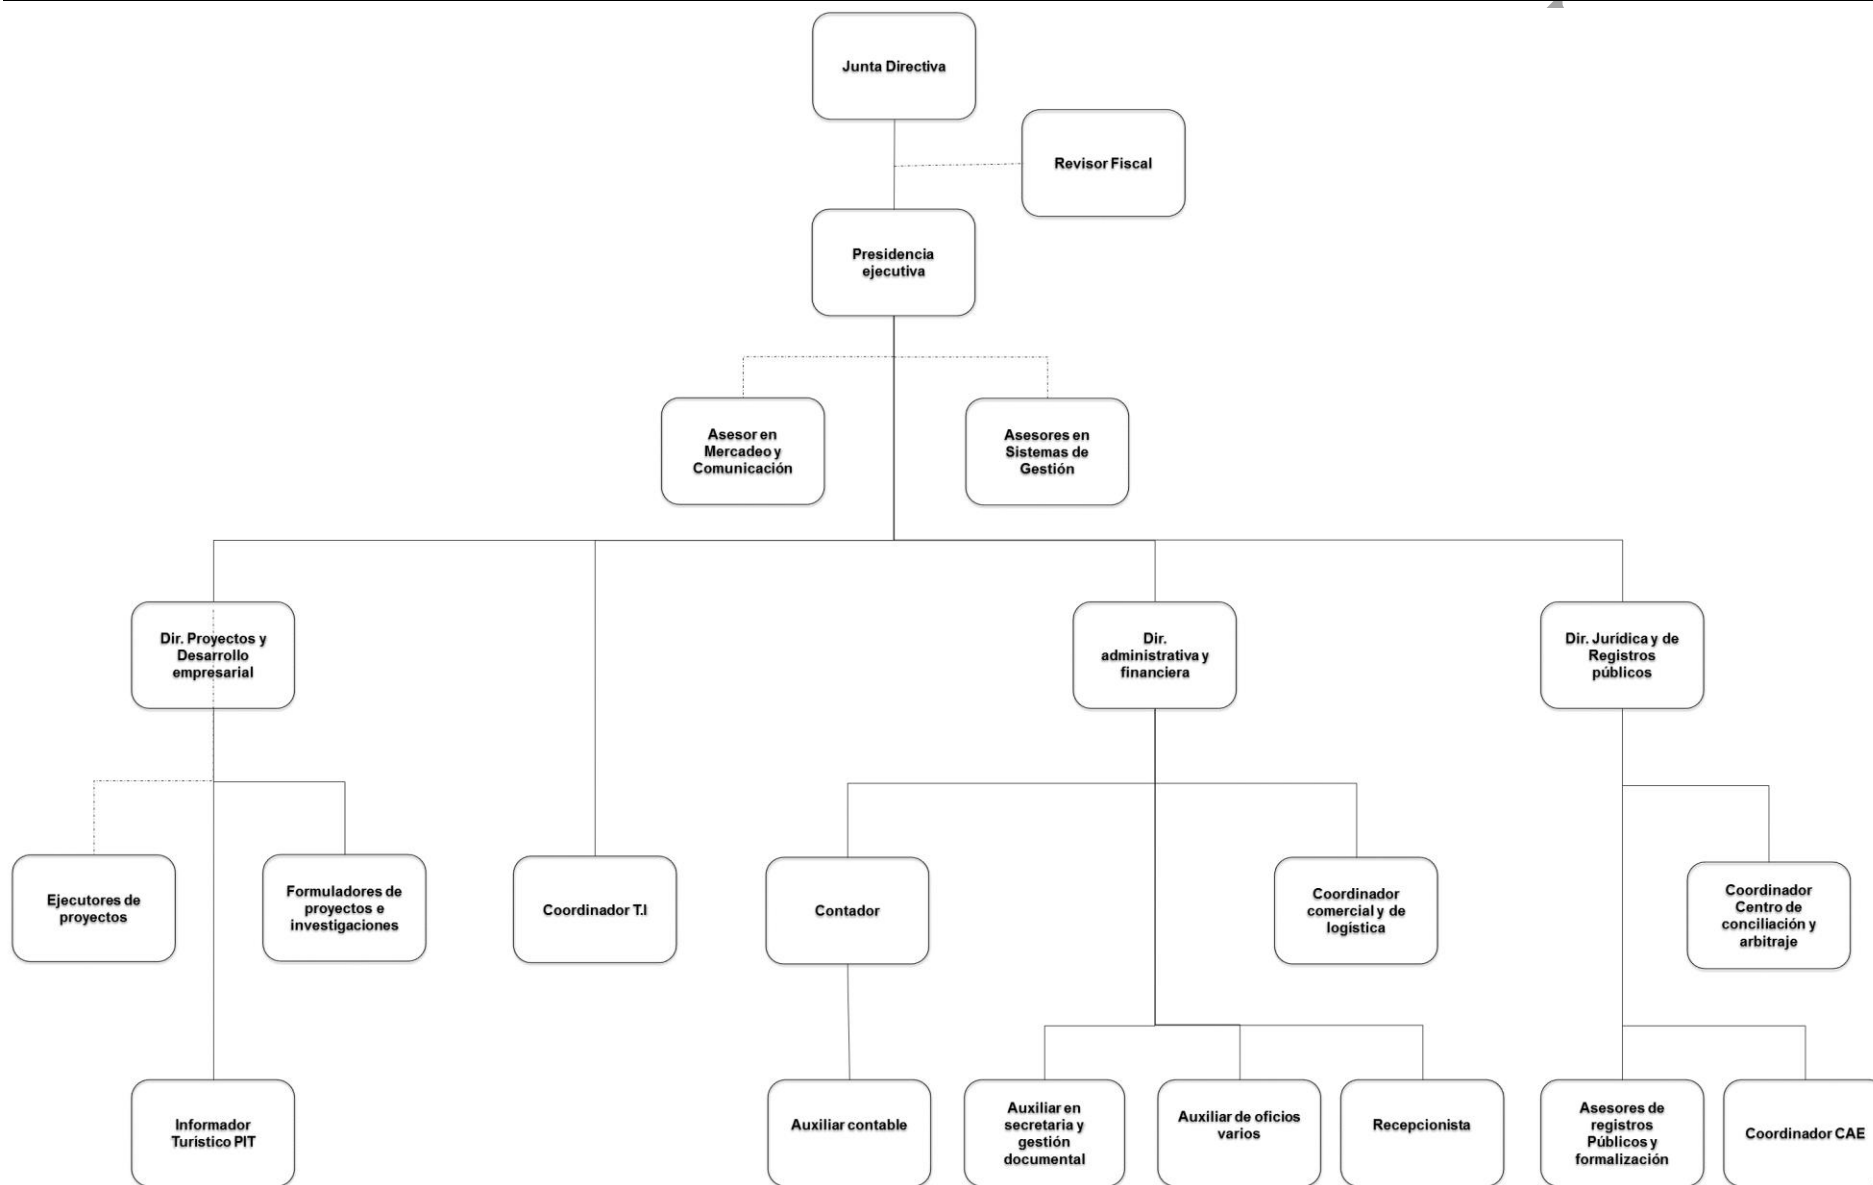 Junta Directiva
Revisor Fiscal
Presidencia
ejecutiva
Asesor en
Mercadeo y
Comunicación
Asesores en
Sistemas de
Gestión
Dir. Proyectos y
Desarrollo
empresarial
Dir.
administrativa y
financiera
Dir. Jurídica y de
Registros
públicos
Ejecutores de
proyectos
Formuladores de
proyectos e
investigaciones
Coordinador T.I
Contador
Coordinador
comercial y de
logística
Coordinador
Centro de
conciliación y
arbitraje
Informador
Turístico PIT
Auxiliar contable
Auxiliar en
secretaria y
gestión
documental
Auxiliar de oficios
varios
Recepcionista
Asesores de
registros
Públicos y
formalización
Coordinador CAE